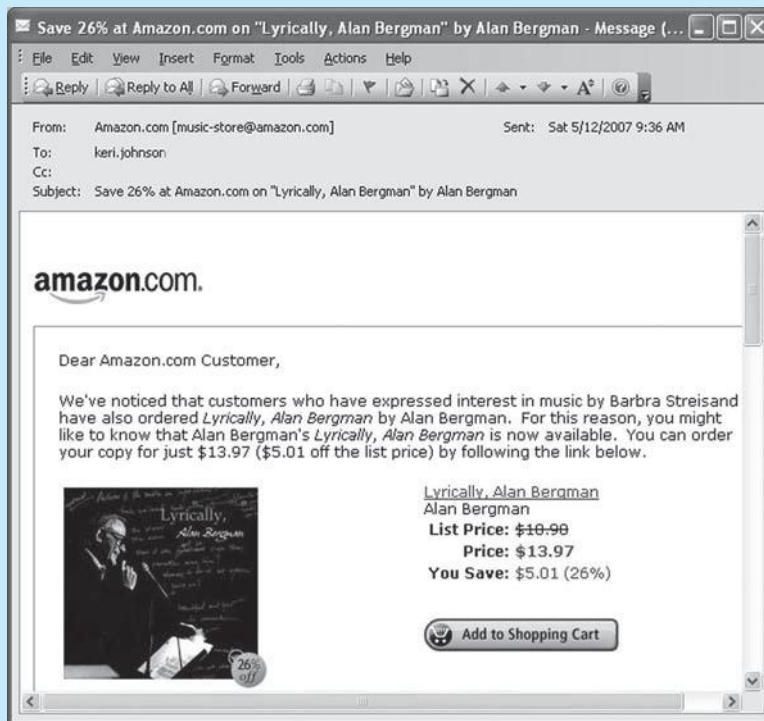 Save 26% at Amazon.com on "Lyrically, Alan Bergman" by Alan Bergman - Message (...
File Edit View Insert Format Tools Actions Help
Reply Reply to All Forward
From: Amazon.com [music-store@amazon.com] Sent: Sat 5/12/2007 9:36 AM
To: keri.johnson
Cc:
Subject: Save 26% at Amazon.com on "Lyrically, Alan Bergman" by Alan Bergman
amazon.com.
Dear Amazon.com Customer,
We've noticed that customers who have expressed interest in music by Barbra Streisand
have also ordered Lyrically, Alan Bergman by Alan Bergman. For this reason, you might
like to know that Alan Bergman's Lyrically, Alan Bergman is now available. You can order
your copy for just $13.97 ($5.01 off the list price) by following the link below.
Lyrically,
Alan Bergman
26%
off
Lyrically, Alan Bergman
Alan Bergman
List Price: $18.98
Price: $13.97
You Save: $5.01 (26%)
Add to Shopping Cart